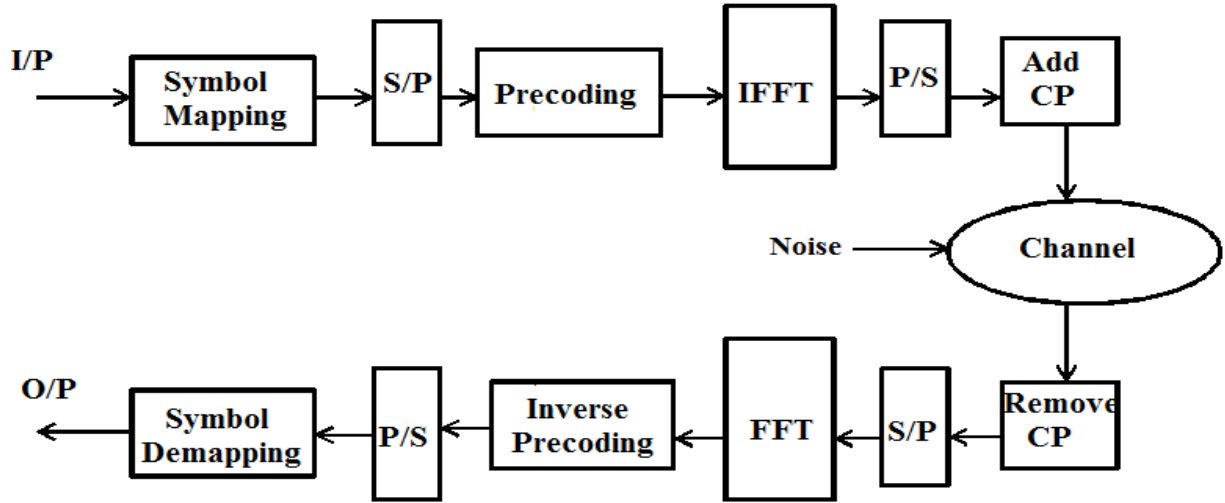 I/P
Symbol
Mapping
S/P
Precoding
IFFT
P/S
Add
CP
Noise
Channel
O/P
Symbol
Demapping
P/S
Inverse
Precoding
FFT
S/P
Remove
CP